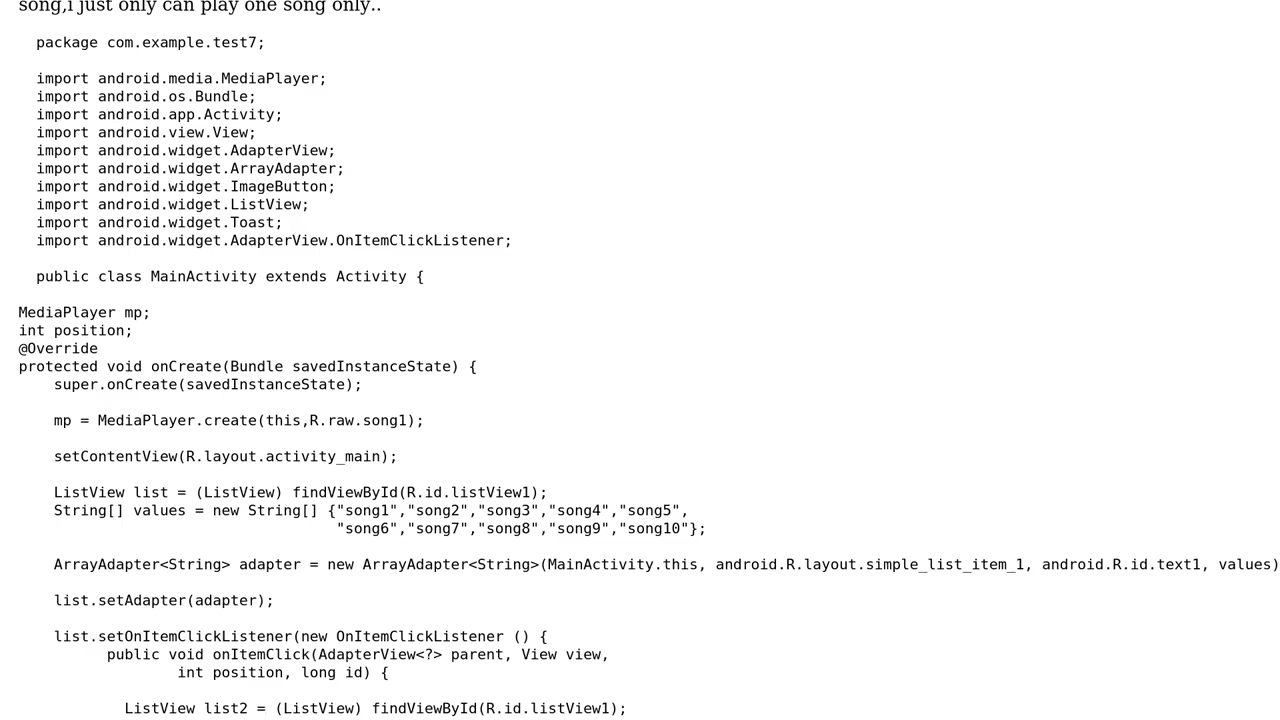 song,i just only can play one song only..
package com.example.test7;
import android.media.MediaPlayer;
import android.os.Bundle;
import android.app.Activity;
import android.view.View;
import android.widget.AdapterView;
import android.widget.ArrayAdapter;
import android.widget.ImageButton;
import android.widget.ListView;
import android.widget.Toast;
import android.widget.AdapterView.OnItemClickListener;
public class MainActivity extends Activity {
MediaPlayer mp;
int position;
@Override
protected void onCreate(Bundle savedInstanceState) {
super.onCreate(savedInstanceState);
mp = MediaPlayer.create(this,R.raw.song1);
setContentView(R.layout.activity_main);
ListView list = (ListView) findViewById(R.id.listView1);
String[] values = new String[] {"song1","song2","song3","song4","song5",
"song6","song7","song8","song9","song10"};
ArrayAdapter<String> adapter = new ArrayAdapter<String>(MainActivity.this, android.R.layout.simple_list_item_1, android.R.id.text1, values)
list.setAdapter(adapter);
list.setOnItemClickListener(new OnItemClickListener () {
public void onItemClick(AdapterView<?> parent, View view,
int position, long id) {
ListView list2 = (ListView) findViewById(R.id.listView1);